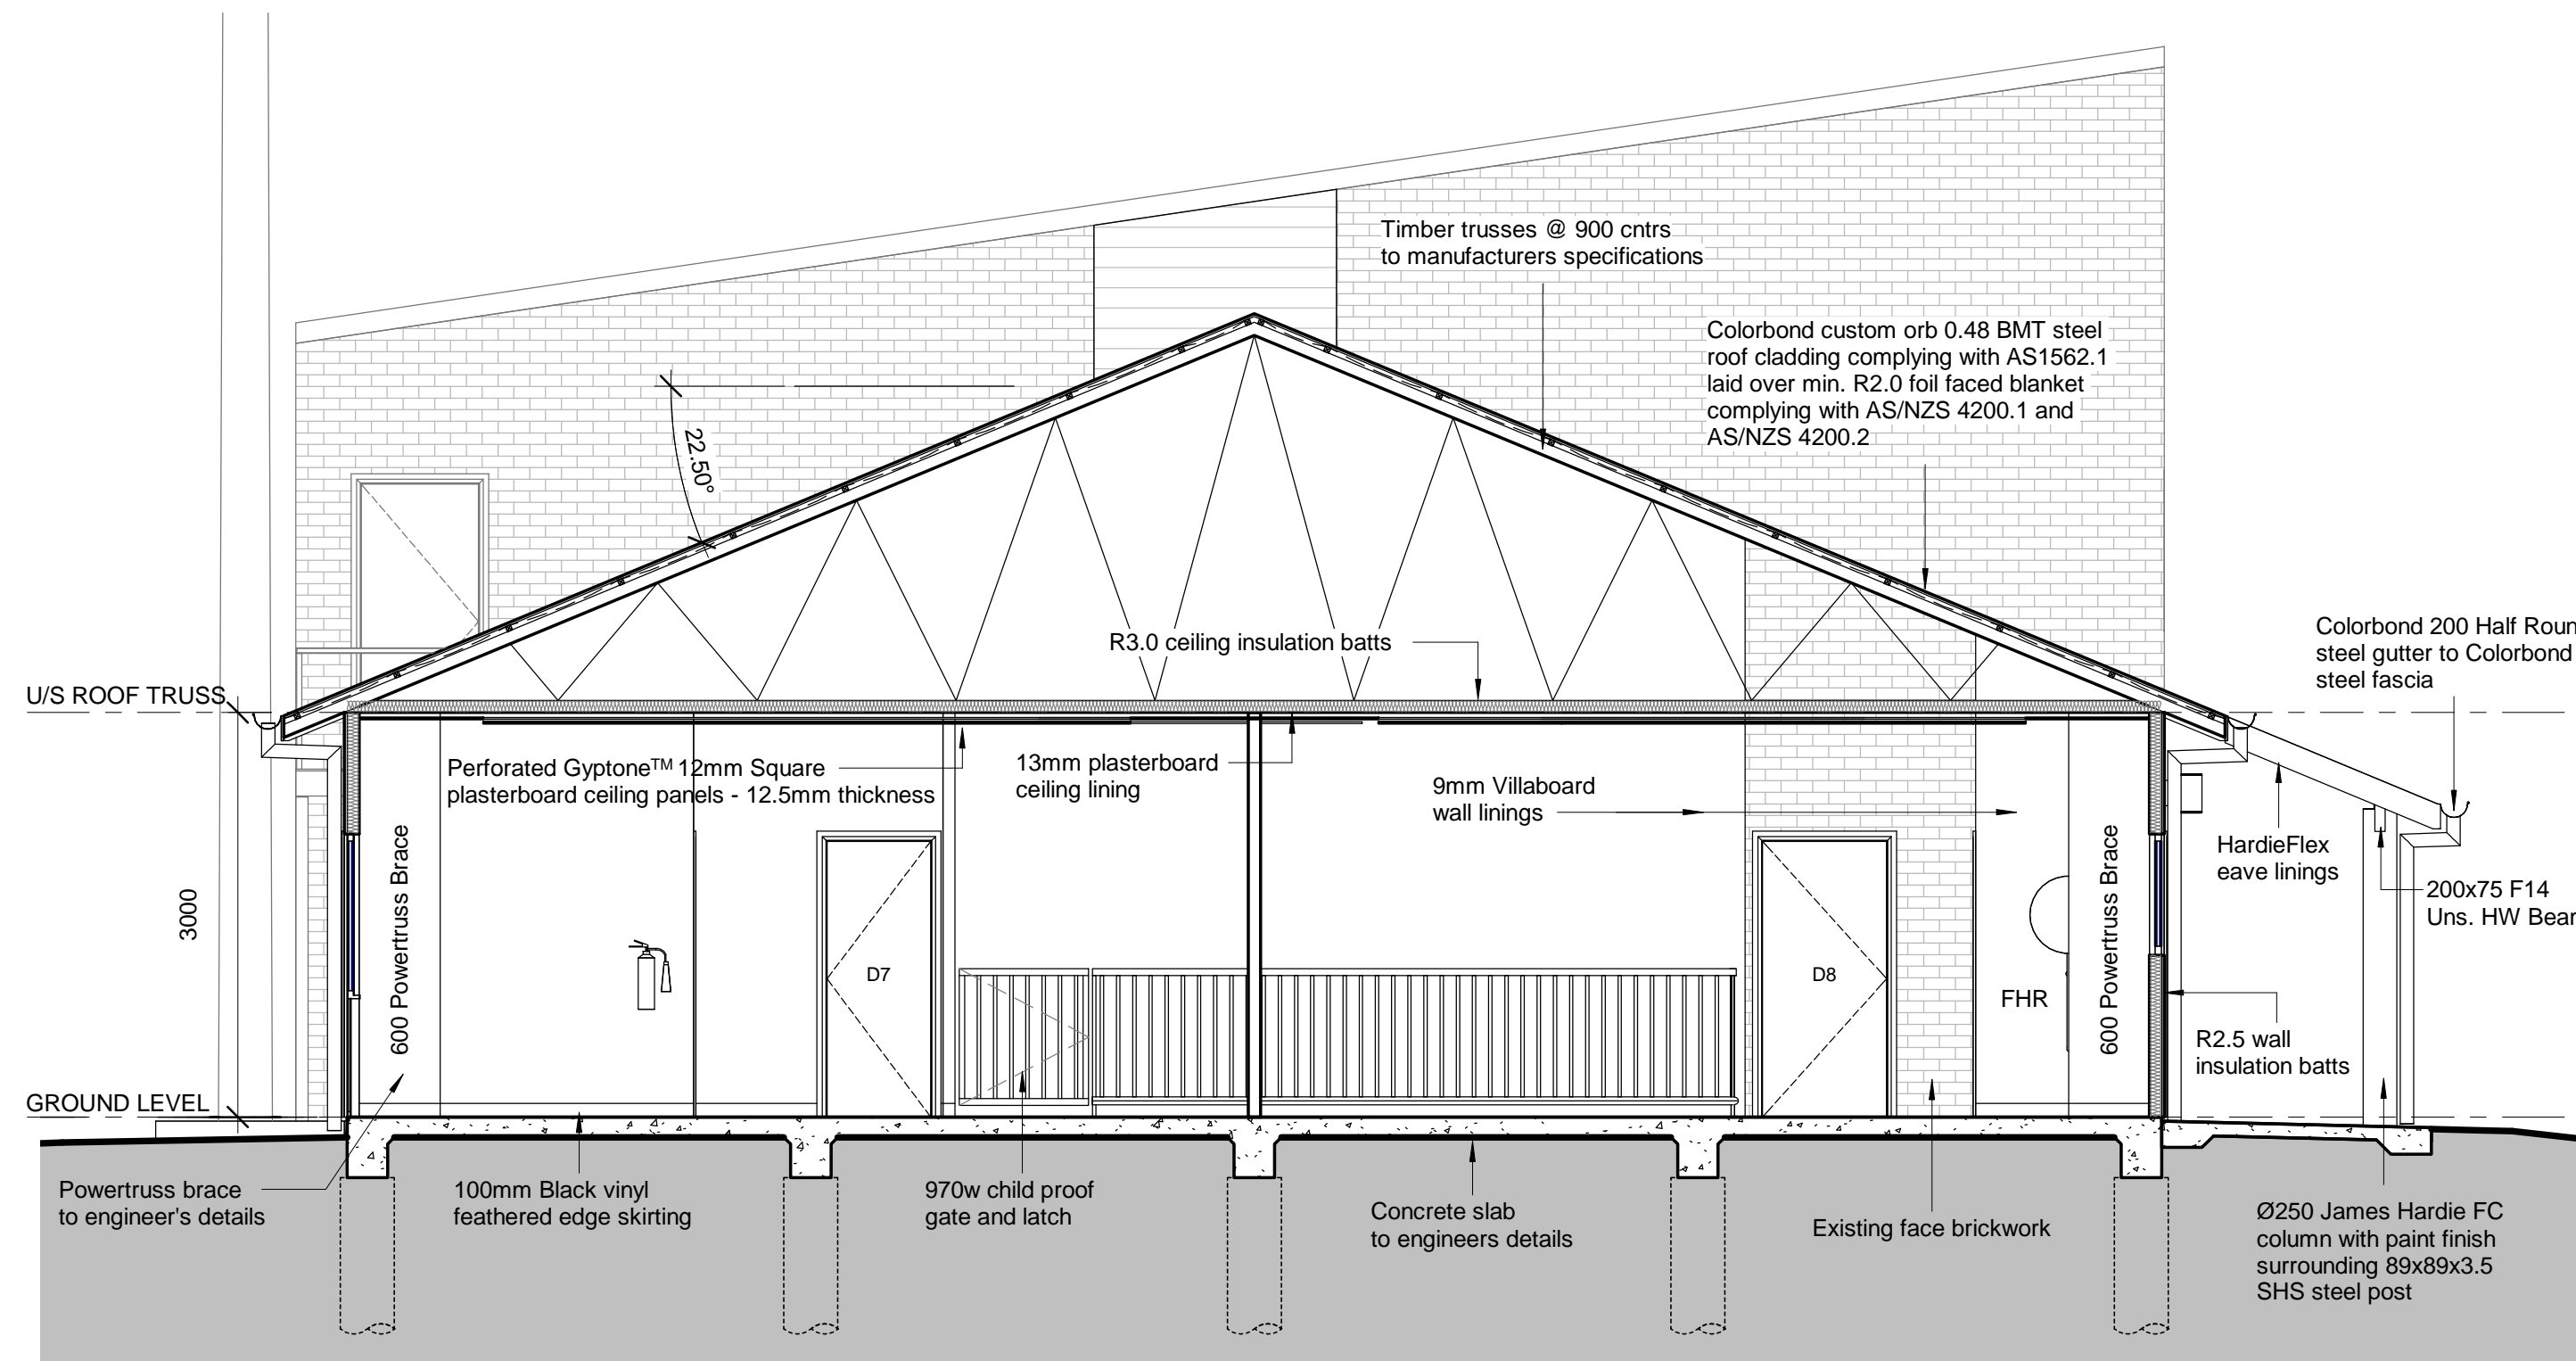 Timber trusses @ 900 cntrs
to manufacturers specifications
Colorbond custom orb 0.48 BMT steel
roof cladding complying with AS1562.1
laid over min. R2.0 foil faced blanket
complying with AS/NZS 4200.1 and
AS/NZS 4200.2
22.50°
R3.0 ceiling insulation batts
Colorbond 200 Half Roun
steel gutter to Colorbond
steel fascia
U/S ROOF TRUSS
Perforated Gyptone™ 12mm Square
plasterboard ceiling panels - 12.5mm thickness
13mm plasterboard
ceiling lining
9mm Villaboard
wall linings
HardieFlex
eave linings
200x75 F14
Uns. HW Bear
3000
600 Powertruss Brace
D7
D8
FHR
600 Powertruss Brace
R2.5 wall
insulation batts
GROUND LEVEL
Powertruss brace
to engineer's details
100mm Black vinyl
feathered edge skirting
970w child proof
gate and latch
Concrete slab
to engineers details
Existing face brickwork
Ø250 James Hardie FC
column with paint finish
surrounding 89x89x3.5
SHS steel post